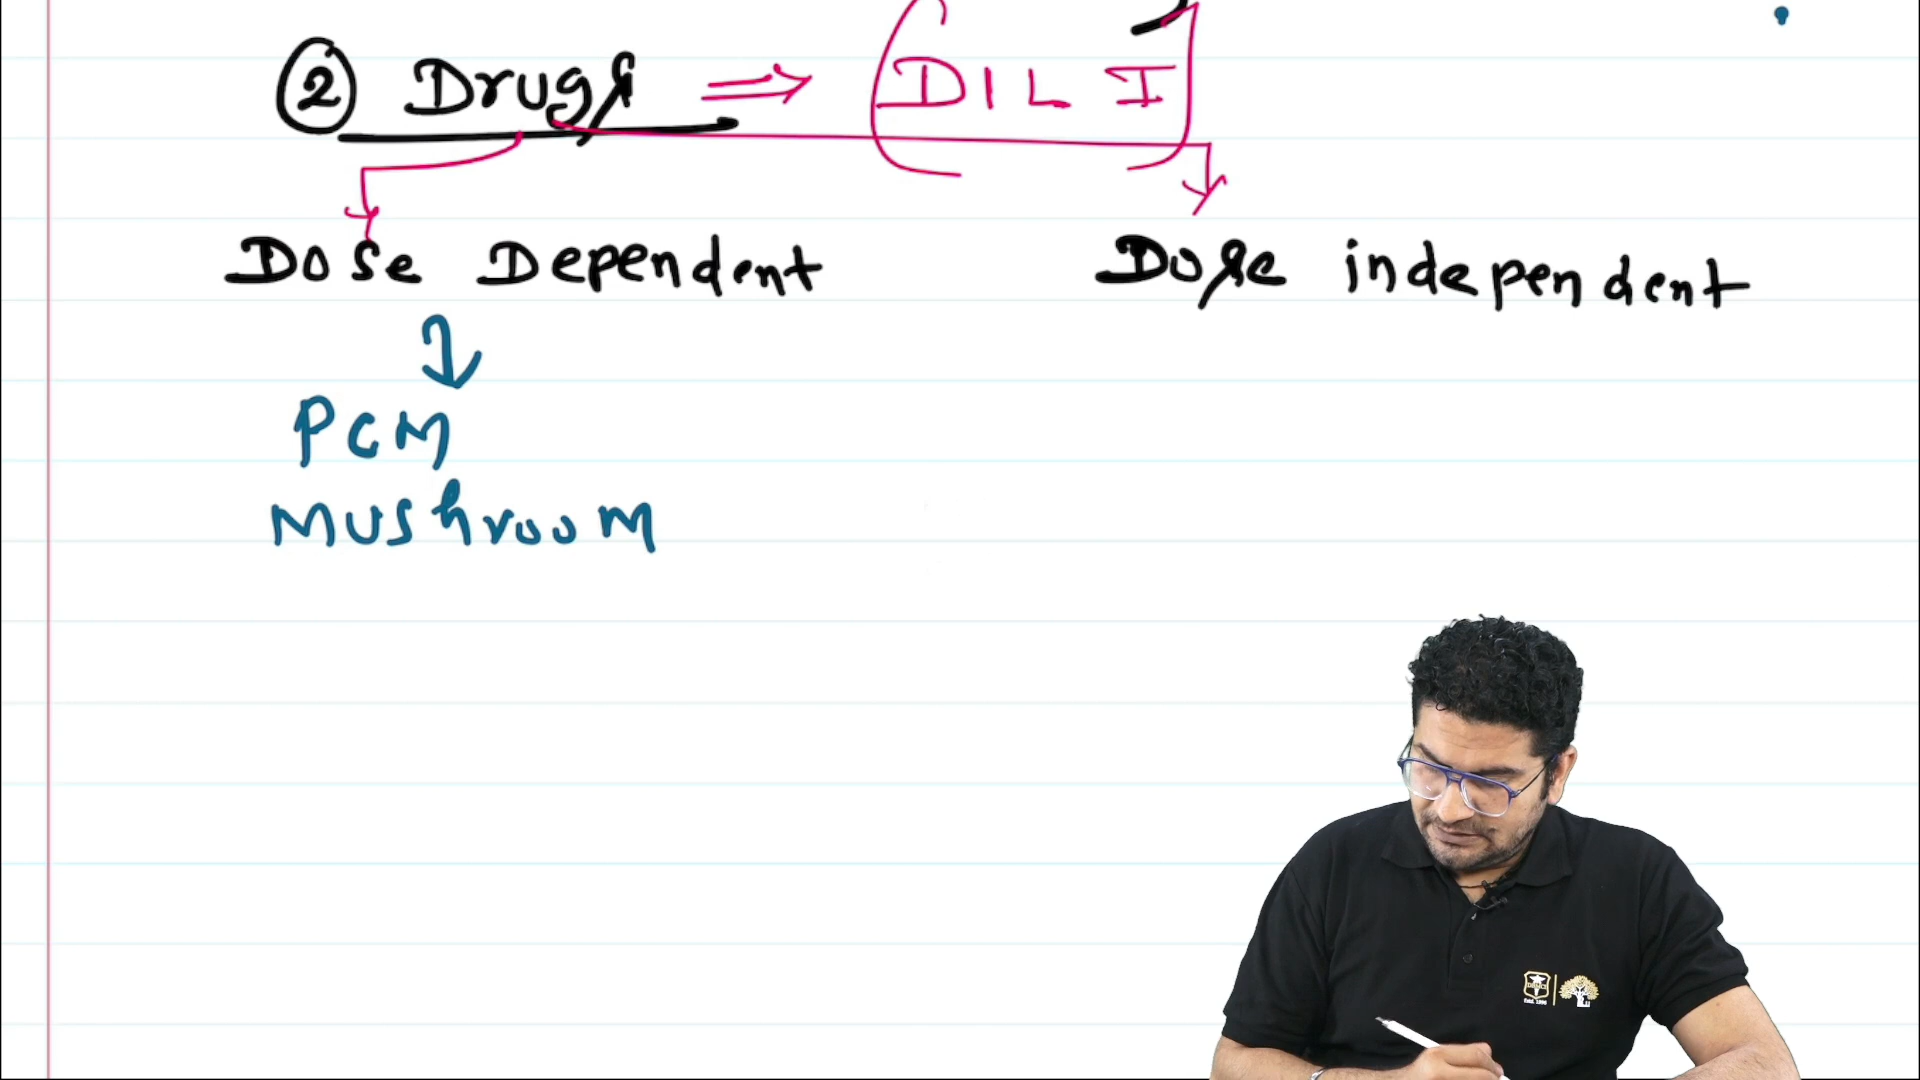 ② Drugs ⇒ DILI
Dose Dependent
Dose independent
PCM
Mushroom